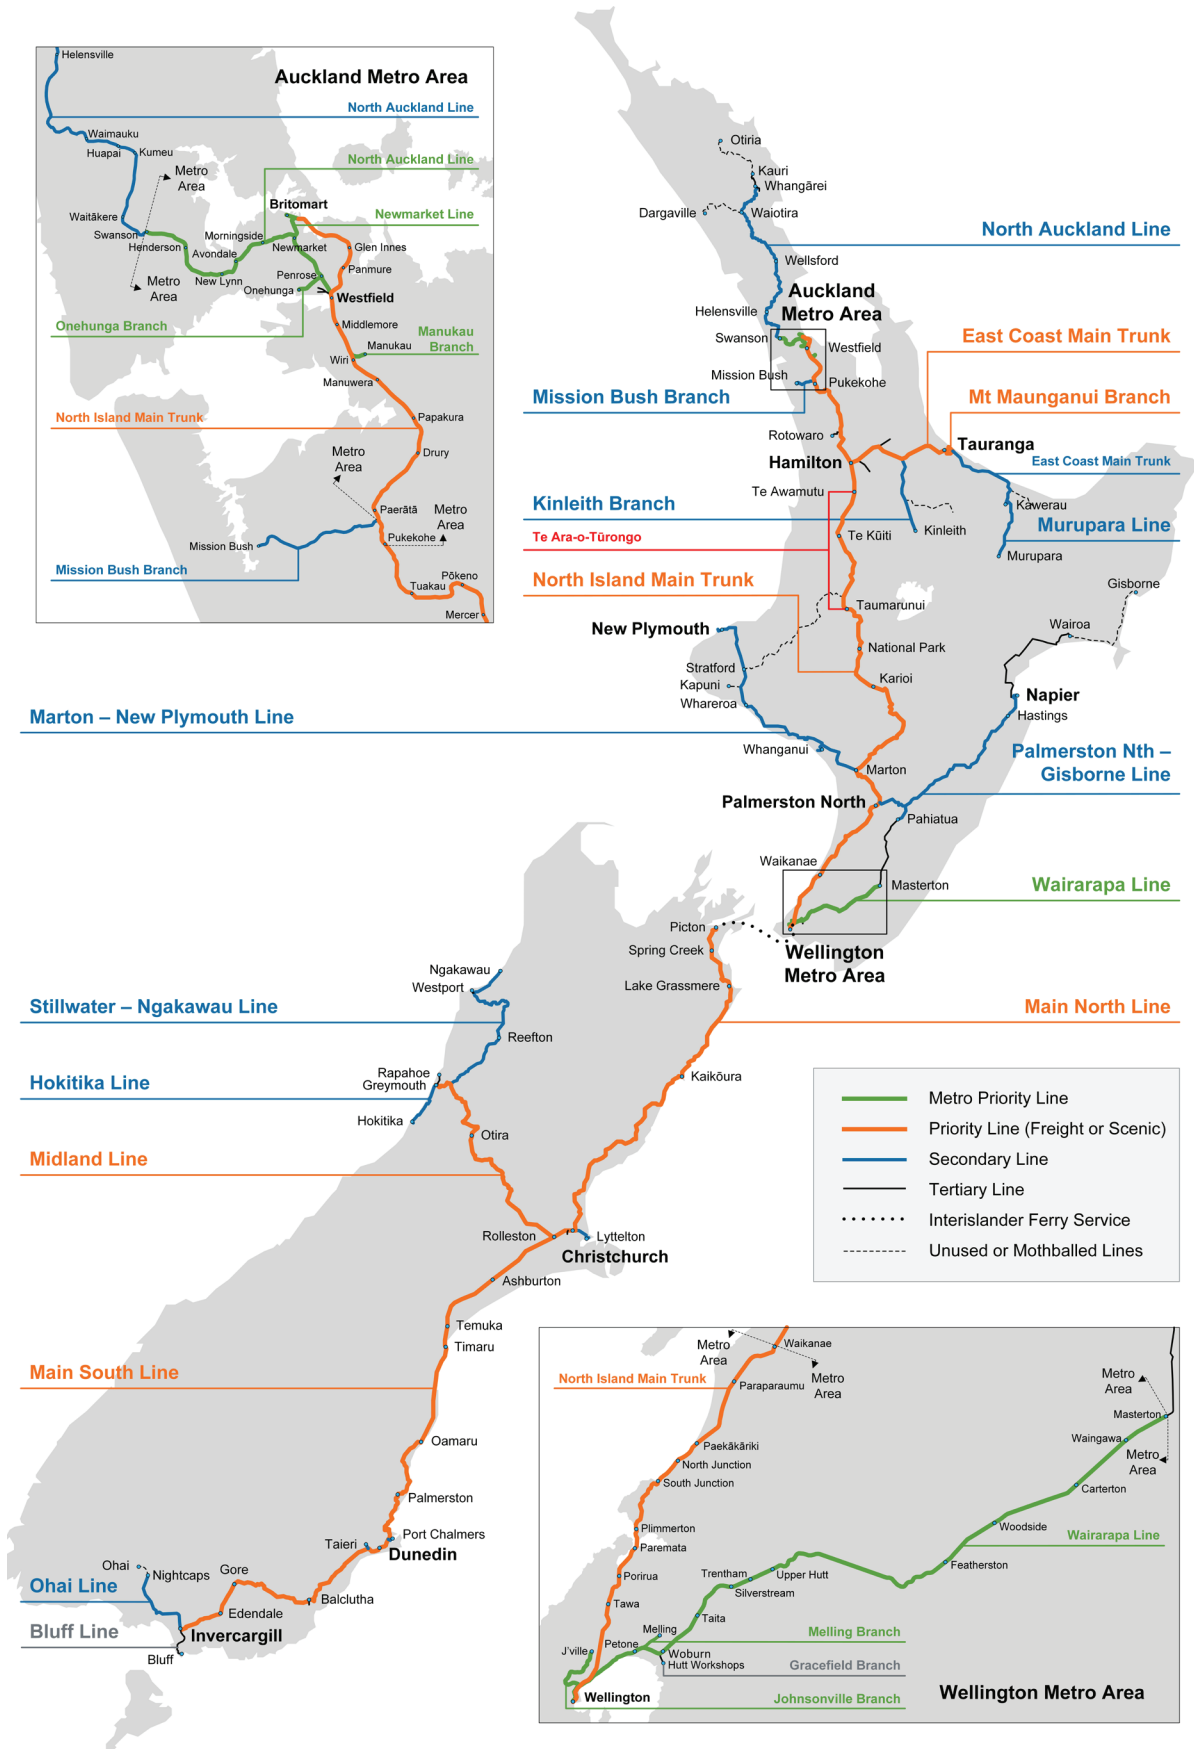 Helensville
Auckland Metro Area
North Auckland Line
Waimauku
Huapai
Kumeu
North Auckland Line
Metro
Area
Britomart
Newmarket Line
Waitākere
Swanson
Henderson
Morningside
Avondale
Newmarket
Glen Innes
Panmure
New Lynn
Penrose
Onehunga
Metro
Area
Westfield
Onehunga Branch
Middlemore
Manukau
Branch
Manukau
Wiri
Manuwera
North Island Main Trunk
Papakura
Metro
Area
Drury
Paerātā
Metro
Area
Pukekohe
Mission Bush
Mission Bush Branch
Pōkeno
Tuakau
Mercer
Otiria
Kauri
Whangārei
Dargaville
Waiotira
North Auckland Line
Wellsford
Auckland
Metro Area
Helensville
Swanson
Westfield
East Coast Main Trunk
Mission Bush
Pukekohe
Mission Bush Branch
Mt Maunganui Branch
Rotowaro
Tauranga
Hamilton
East Coast Main Trunk
Te Awamutu
Kinleith Branch
Kawerau
Kinleith
Murupara Line
Te Ara-o-Tūrongo
Te Kūiti
Murupara
North Island Main Trunk
Gisborne
Taumarunui
New Plymouth
Wairoa
National Park
Stratford
Kapuni
Karioi
Whareroa
Napier
Hastings
Marton – New Plymouth Line
Whanganui
Palmerston Nth –
Gisborne Line
Marton
Palmerston North
Pahiatua
Waikanae
Masterton
Wairarapa Line
Picton
Spring Creek
Wellington
Metro Area
Ngakawau
Westport
Lake Grassmere
Stillwater – Ngakawau Line
Main North Line
Reefton
Rapahoe
Greymouth
Hokitika Line
Kaikōura
Hokitika
Otira
Midland Line
Metro Priority Line
Priority Line (Freight or Scenic)
Secondary Line
Tertiary Line
Interislander Ferry Service
Unused or Mothballed Lines
Rolleston
Lyttelton
Christchurch
Ashburton
Temuka
Timaru
Main South Line
Oamaru
Palmerston
Port Chalmers
Taieri
Dunedin
Ohai
Nightcaps
Gore
Ohai Line
Balclutha
Edendale
Bluff Line
Invercargill
Bluff
Metro
Area
Waikanae
Metro
Area
North Island Main Trunk
Paraparaumu
Metro
Area
Masterton
Waingawa
Metro
Area
Paekākāriki
North Junction
South Junction
Carterton
Plimmerton
Woodside
Wairarapa Line
Paremata
Featherston
Porirua
Trentham
Upper Hutt
Silverstream
Tawa
Taita
Melling
Melling Branch
J'ville
Petone
Woburn
Hutt Workshops
Gracefield Branch
Wellington
Johnsonville Branch
Wellington Metro Area